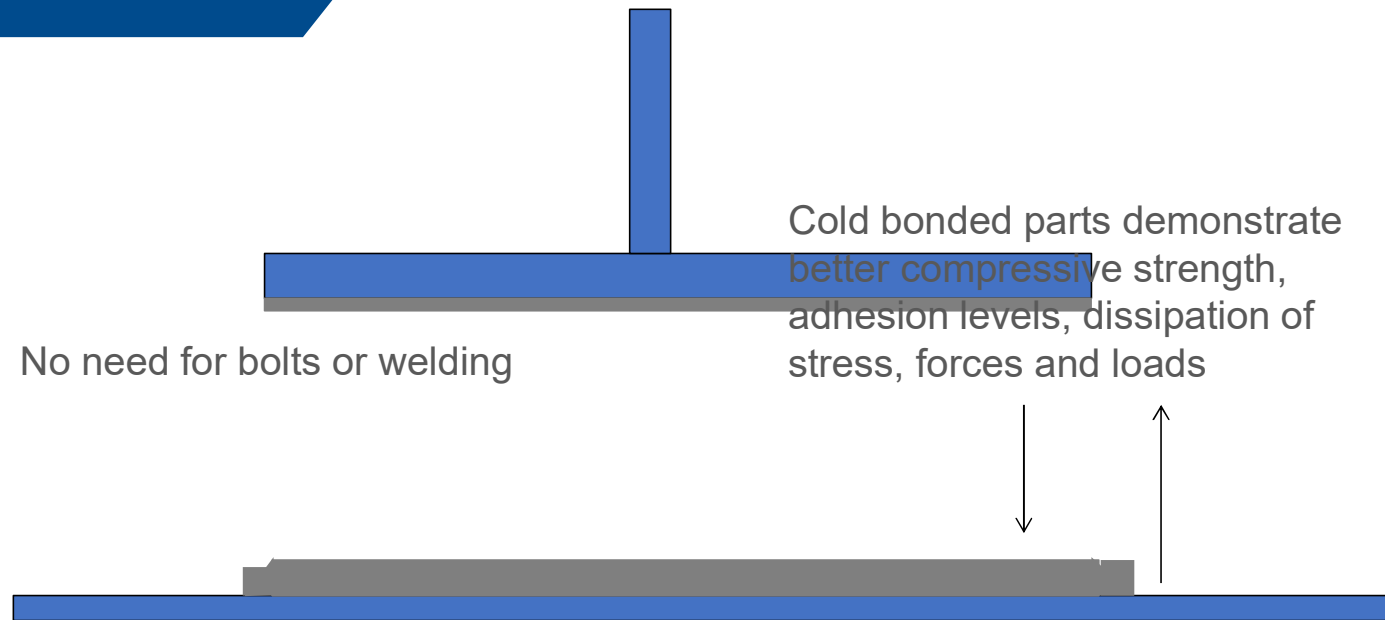 No need for bolts or welding
Cold bonded parts demonstrate
better compressive strength,
adhesion levels, dissipation of
stress, forces and loads